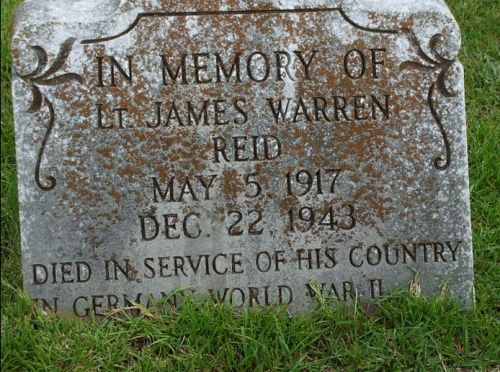 IN MEMORY OF
LT. JAMES WARREN
REID
MAY 5 1917
DEC. 22 1943
DIED IN SERVICE OF HIS COUNTRY
IN GERMANY WORLD WAR II